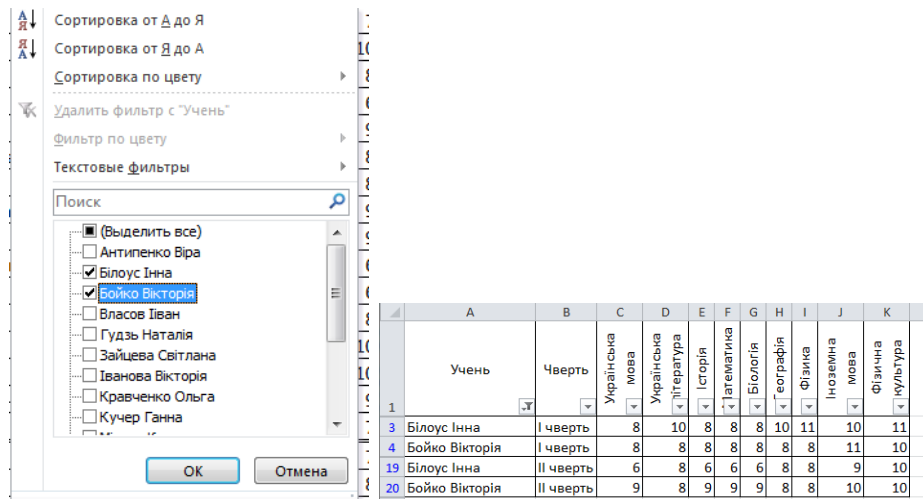 Сортировка от А до Я
Сортировка от Я до А
Сортировка по цвету
Удалить фильтр с "Учень"
Фильтр по цвету
Текстовые фильтры
Поиск
(Выделить все)
Антипенко Віра
Білоус Інна
Бойко Вікторія
Власов Іван
Гудзь Наталія
Зайцева Світлана
Іванова Вікторія
Кравченко Ольга
Кучер Ганна
ОК Отмена
A B C D E F G H I J K
1 Учень Чверть Українська мова Українська література Історія Математика Біологія Географія Фізика Іноземна мова Фізична культура
3 Білоус Інна І чверть 8 10 8 8 8 10 11 10 11
4 Бойко Вікторія І чверть 8 8 8 8 8 8 8 11 10
19 Білоус Інна ІІ чверть 6 8 6 6 6 8 8 9 10
20 Бойко Вікторія ІІ чверть 9 8 9 9 9 8 8 10 10